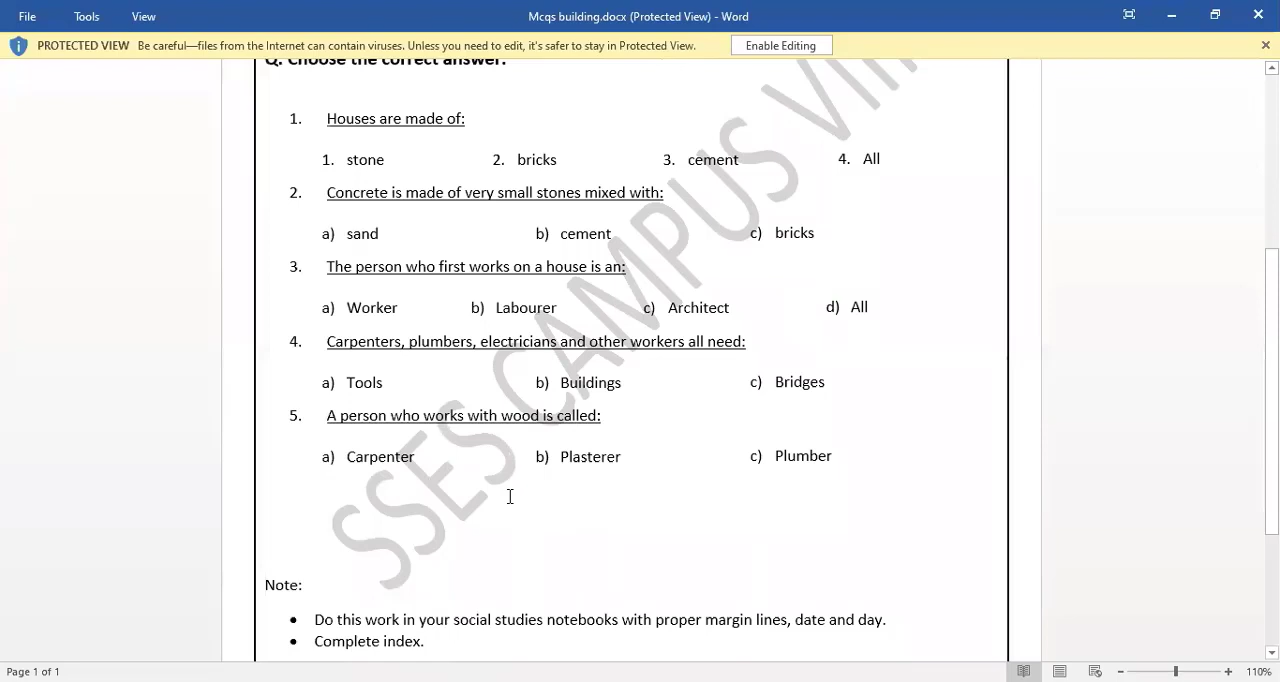 File Tools View Mcqs building.docx (Protected View) - Word
PROTECTED VIEW Be careful—files from the Internet can contain viruses. Unless you need to edit, it's safer to stay in Protected View. Enable Editing
Q. Choose the correct answer.
1. Houses are made of:
1. stone 2. bricks 3. cement 4. All
2. Concrete is made of very small stones mixed with:
a) sand b) cement c) bricks
3. The person who first works on a house is an:
a) Worker b) Labourer c) Architect d) All
4. Carpenters, plumbers, electricians and other workers all need:
a) Tools b) Buildings c) Bridges
5. A person who works with wood is called:
a) Carpenter b) Plasterer c) Plumber
SSES CAMPUS
Note:
• Do this work in your social studies notebooks with proper margin lines, date and day.
• Complete index.
Page 1 of 1 110%